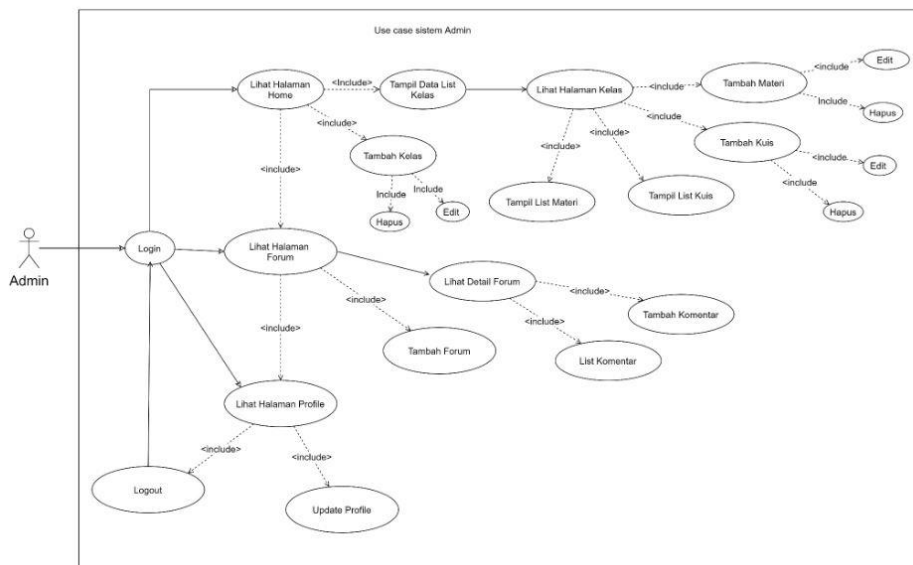 Use case sistem Admin
Lihat Halaman
Home
<Include>
Tampil Data List
Kelas
Lihat Halaman Kelas
<include
Tambah Materi
<include
Edit
Include
Hapus
<include>
<include
Tambah Kuis
<include
Edit
<include
Hapus
<include>
Tambah Kelas
Include
Include
Hapus
Edit
<include>
<include>
Tampil List Materi
Tampil List Kuis
Admin
Login
Lihat Halaman
Forum
Lihat Detail Forum
<include>
Tambah Komentar
<include>
List Komentar
<include>
Tambah Forum
<include>
Lihat Halaman Profile
<include>
<include>
Logout
Update Profile